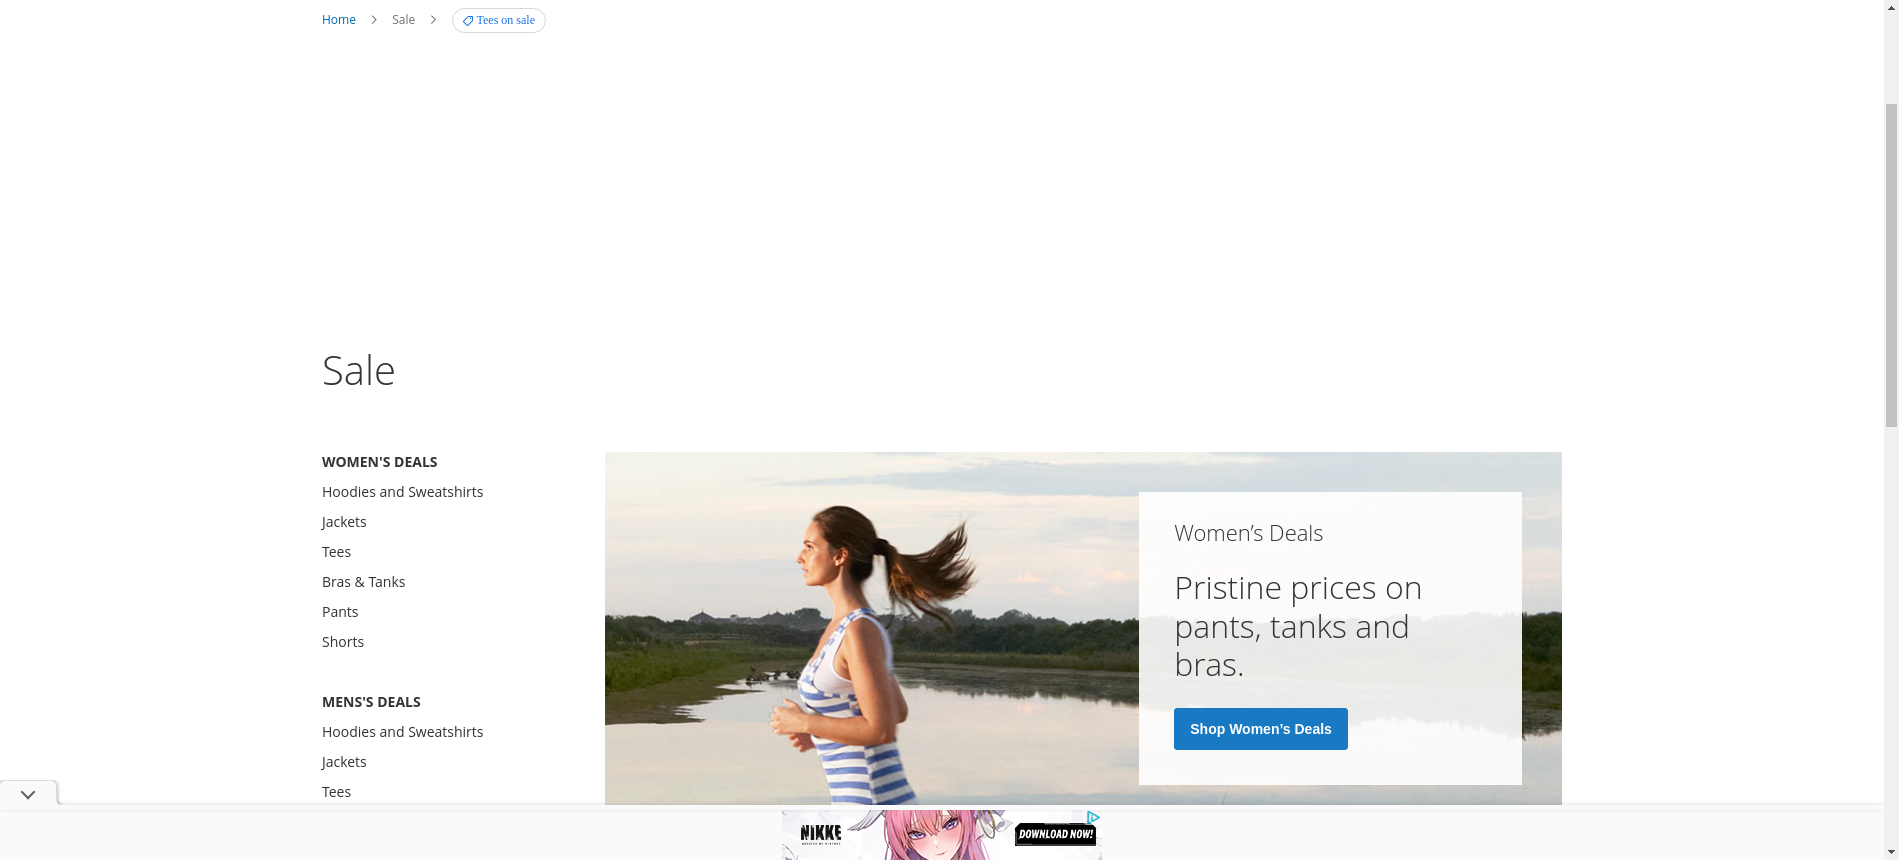 Home
Sale
Tees on sale
Sale
WOMEN'S DEALS
Hoodies and Sweatshirts
Jackets
Tees
Bras & Tanks
Pants
Shorts
MENS'S DEALS
Hoodies and Sweatshirts
Jackets
Tees
Women’s Deals
Pristine prices on
pants, tanks and
bras.
Shop Women’s Deals
NIKKE
DOWNLOAD NOW!